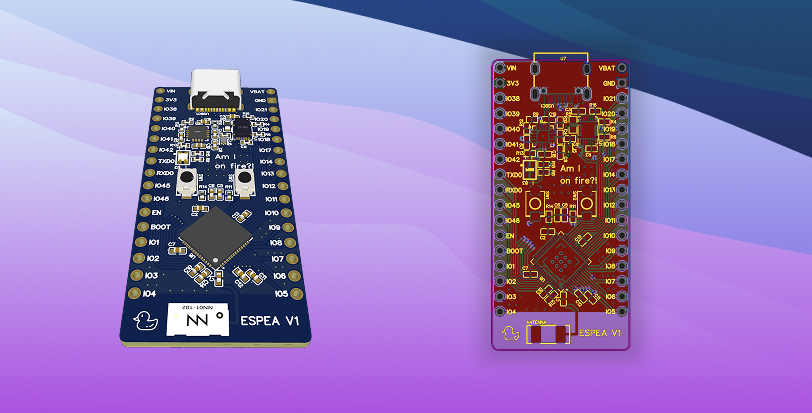 VIN
VBAT
3V3
GND
IO38
IO21
IO39
IO20
IO40
IO19
IO41
IO18
IO42
IO17
TXD0
IO14
Am I
on fire?!
RXD0
IO13
IO45
IO12
IO46
IO11
EN
IO10
BOOT
IO9
IO1
IO8
IO2
IO7
IO3
IO6
IO4
IO5
NN01-102
ESPEA V1
U7
VIN
VBAT
3V3
GND
IO38
IO21
IO39
IO20
IO40
IO19
IO41
IO18
IO42
IO17
TXD0
IO14
Am I
on fire?!
RXD0
IO13
IO45
IO12
IO46
IO11
EN
IO10
BOOT
IO9
IO1
IO8
IO2
IO7
IO3
IO6
IO4
IO5
ANTENNA
ESPEA V1